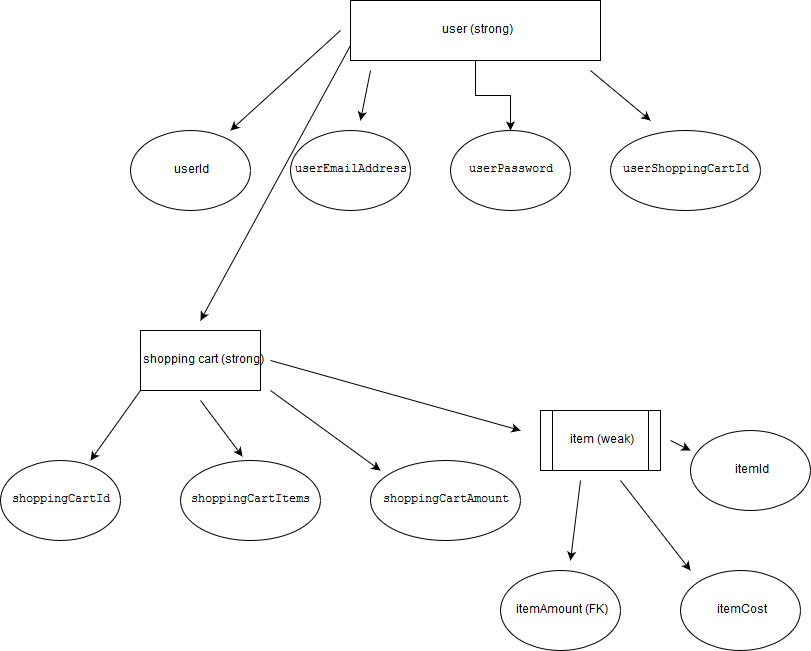 user (strong)
userId
userEmailAddress
userPassword
userShoppingCartId
shopping cart (strong)
item (weak)
itemId
shoppingCartId
shoppingCartItems
shoppingCartAmount
itemAmount (FK)
itemCost